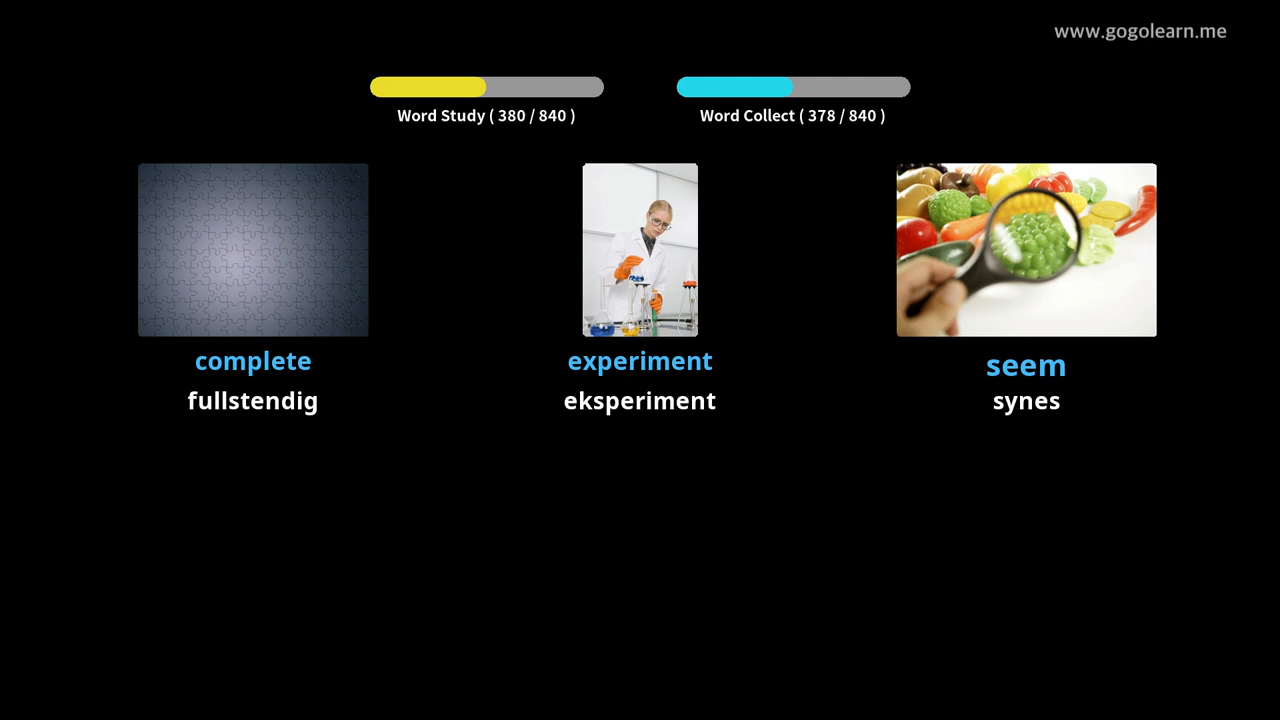 www.gogolearn.me
Word Study ( 380 / 840 )
Word Collect ( 378 / 840 )
complete
fullstendig
experiment
eksperiment
seem
synes